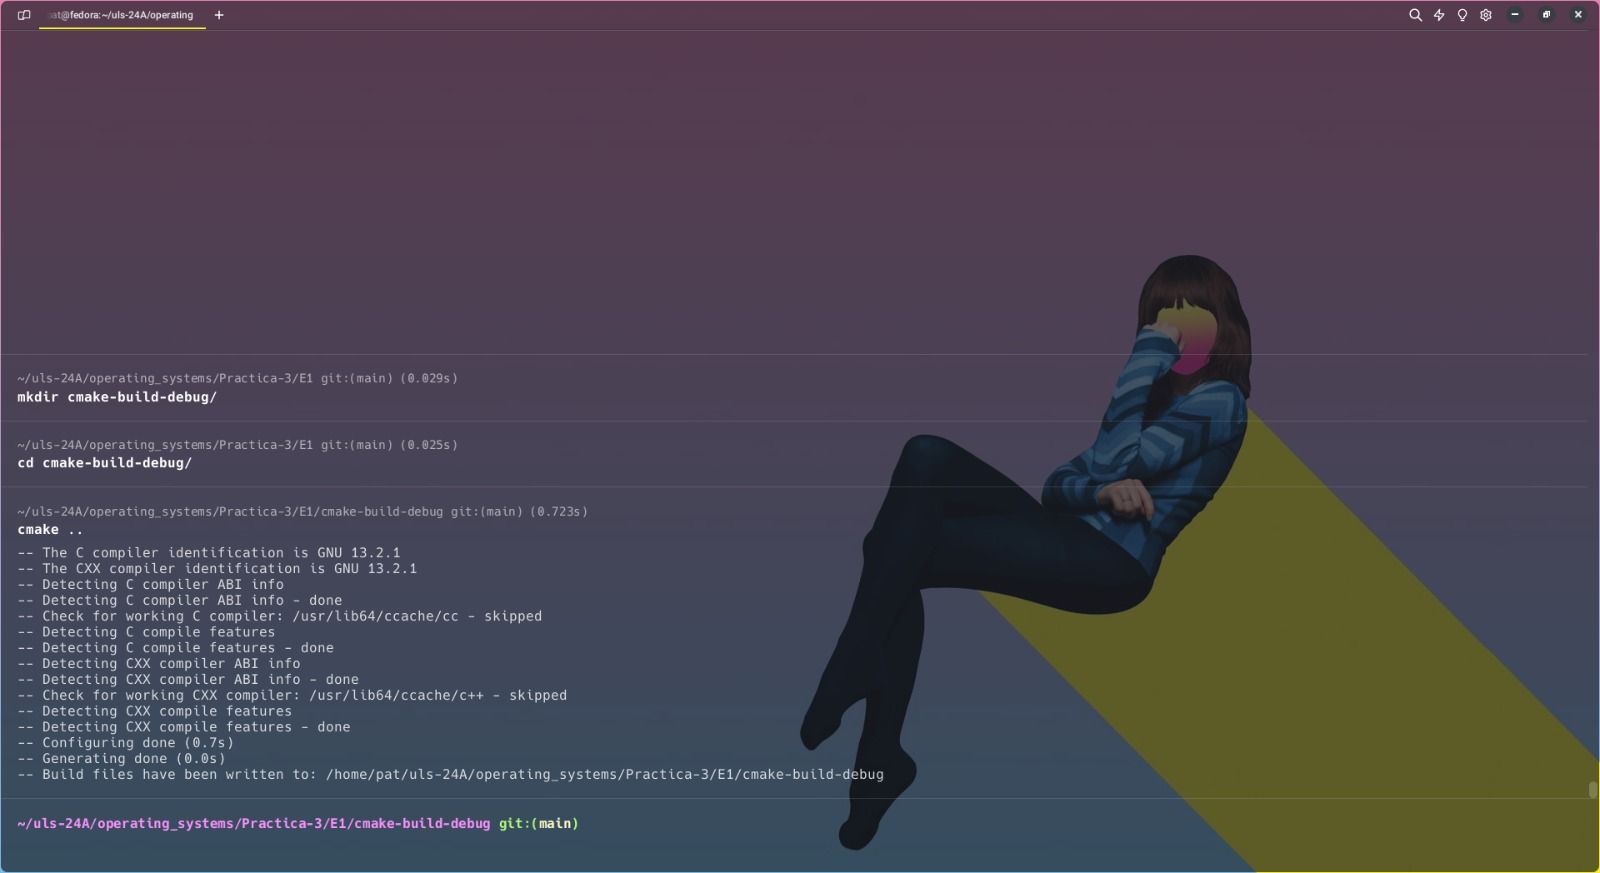 at@fedora:~/uls-24A/operating
~/uls-24A/operating_systems/Practica-3/E1 git:(main) (0.029s)
mkdir cmake-build-debug/
~/uls-24A/operating_systems/Practica-3/E1 git:(main) (0.025s)
cd cmake-build-debug/
~/uls-24A/operating_systems/Practica-3/E1/cmake-build-debug git:(main) (0.723s)
cmake ..
-- The C compiler identification is GNU 13.2.1
-- The CXX compiler identification is GNU 13.2.1
-- Detecting C compiler ABI info
-- Detecting C compiler ABI info - done
-- Check for working C compiler: /usr/lib64/ccache/cc - skipped
-- Detecting C compile features
-- Detecting C compile features - done
-- Detecting CXX compiler ABI info
-- Detecting CXX compiler ABI info - done
-- Check for working CXX compiler: /usr/lib64/ccache/c++ - skipped
-- Detecting CXX compile features
-- Detecting CXX compile features - done
-- Configuring done (0.7s)
-- Generating done (0.0s)
-- Build files have been written to: /home/pat/uls-24A/operating_systems/Practica-3/E1/cmake-build-debug
~/uls-24A/operating_systems/Practica-3/E1/cmake-build-debug git:(main)